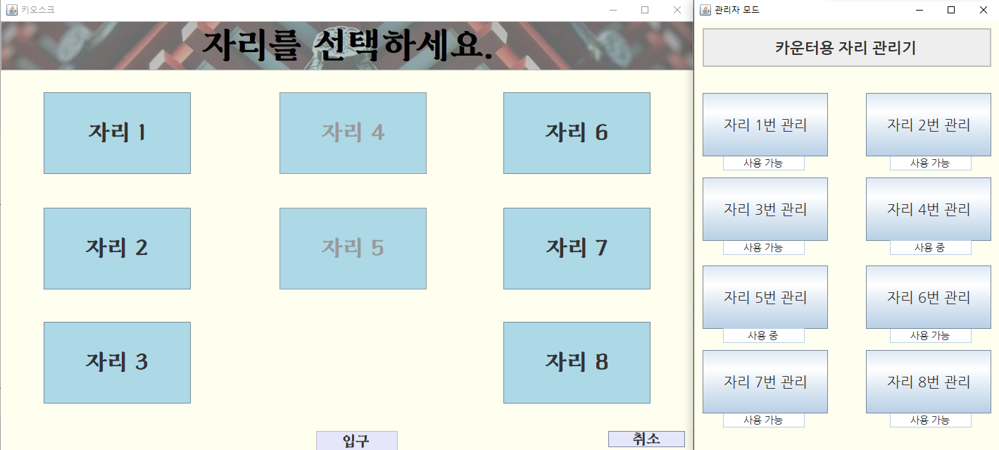 키오스크
자리를 선택하세요.
자리 1
자리 4
자리 6
자리 2
자리 5
자리 7
자리 3
자리 8
입구
취소
관리자 모드
카운터용 자리 관리기
자리 1번 관리
자리 2번 관리
사용 가능
사용 가능
자리 3번 관리
자리 4번 관리
사용 가능
사용 중
자리 5번 관리
자리 6번 관리
사용 중
사용 가능
자리 7번 관리
자리 8번 관리
사용 가능
사용 가능